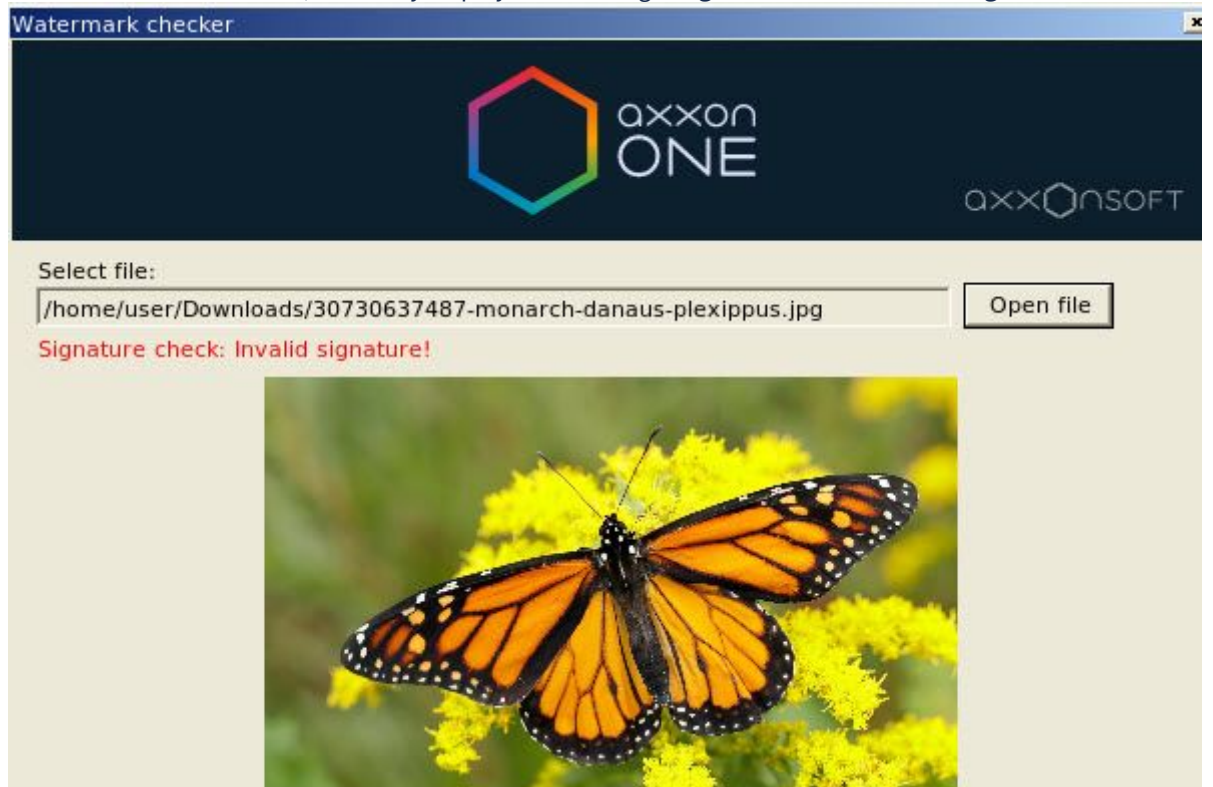 Watermark checker
axxon
ONE
axxonsoft
Select file:
/home/user/Downloads/30730637487-monarch-danaus-plexippus.jpg
Open file
Signature check: Invalid signature!